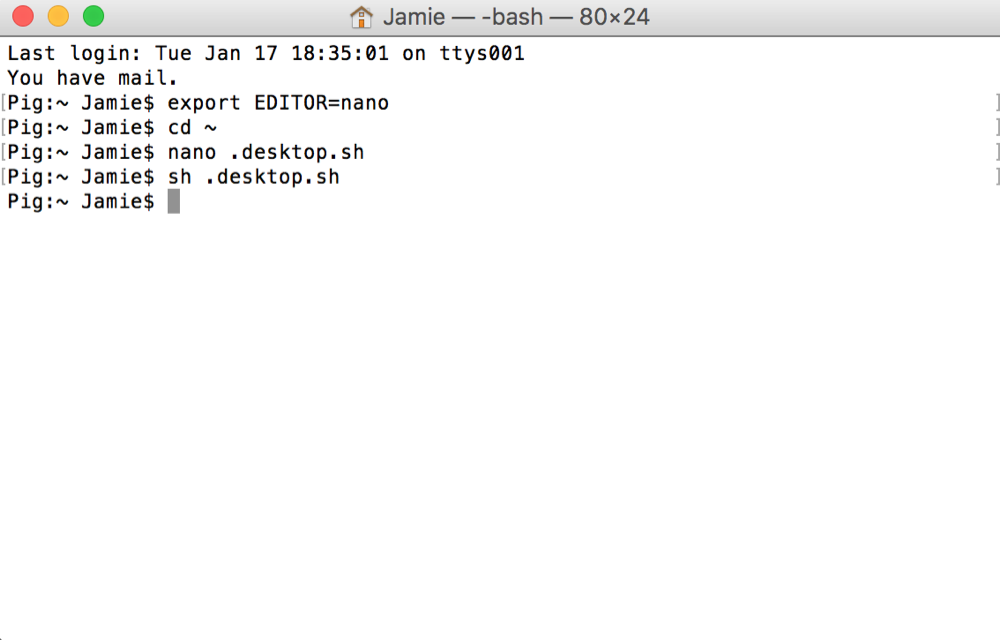 Jamie — -bash — 80×24
Last login: Tue Jan 17 18:35:01 on ttys001
You have mail.
[Pig:~ Jamie$ export EDITOR=nano ]
[Pig:~ Jamie$ cd ~ ]
[Pig:~ Jamie$ nano .desktop.sh ]
[Pig:~ Jamie$ sh .desktop.sh ]
Pig:~ Jamie$